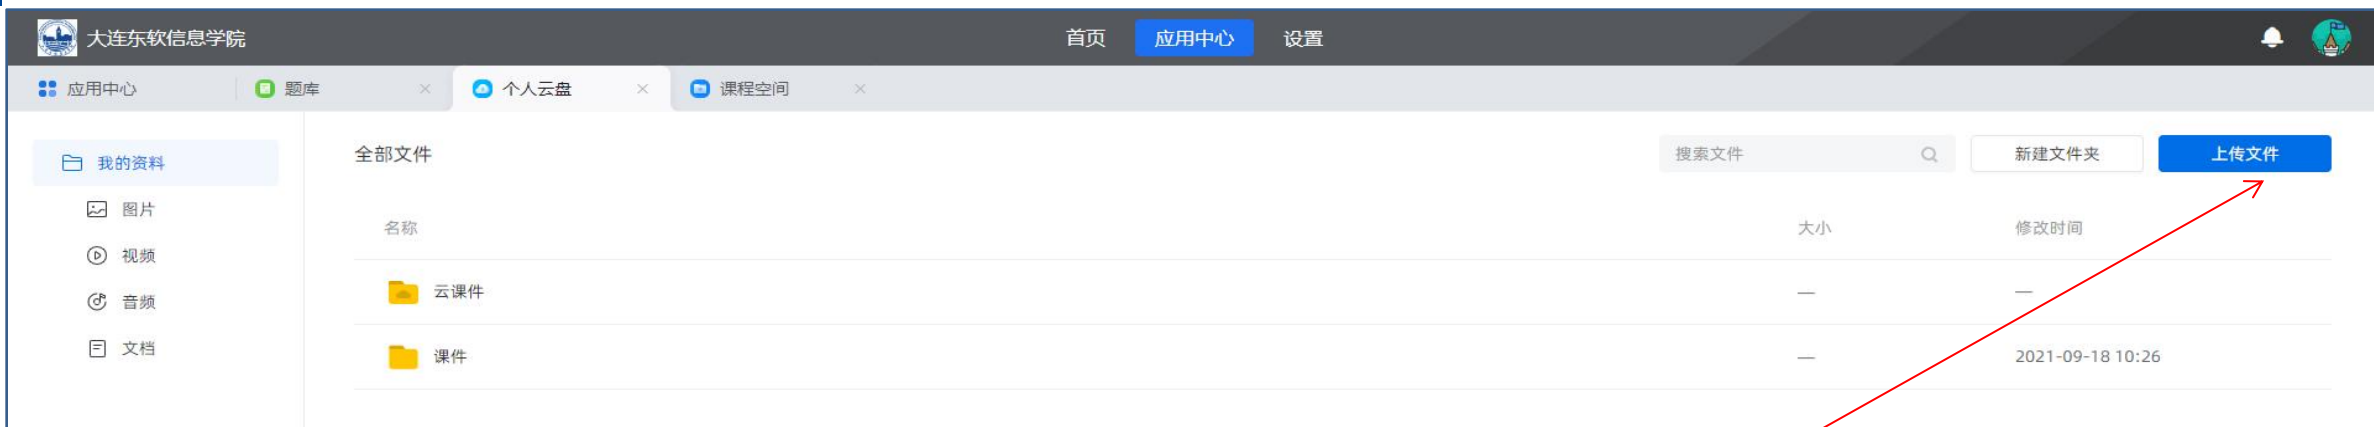 大连东软信息学院 首页 应用中心 设置
应用中心 题库 个人云盘 课程空间
我的资料
图片
视频
音频
文档
全部文件 搜索文件 新建文件夹 上传文件
名称 大小 修改时间
云课件 — —
课件 — 2021-09-18 10:26